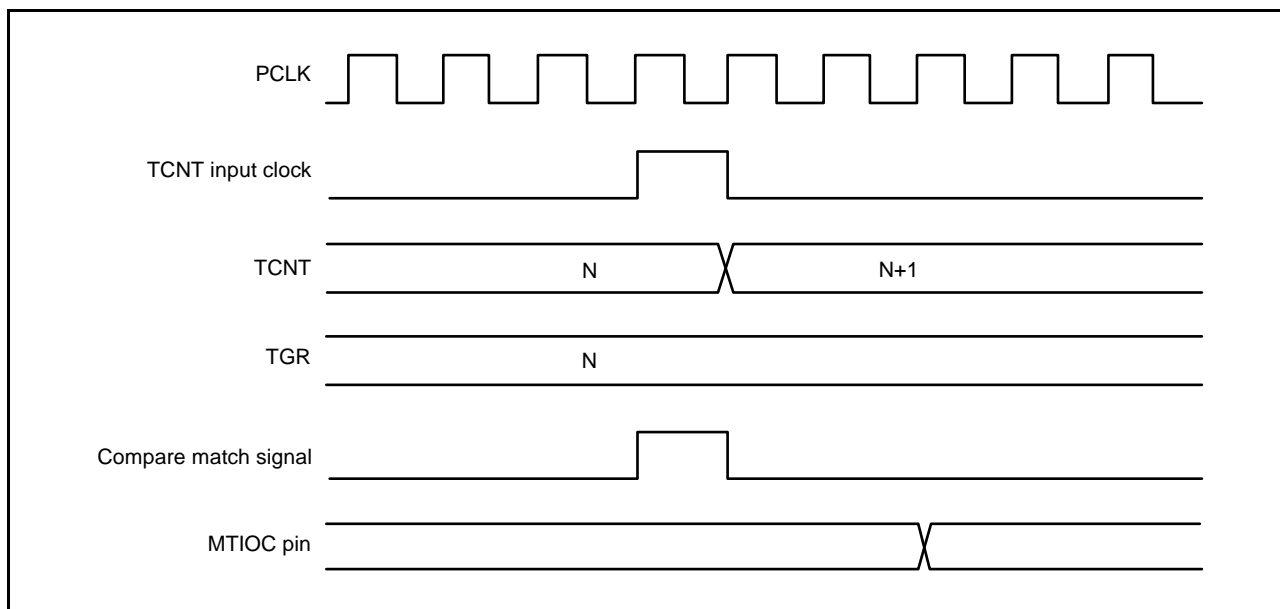 PCLK
TCNT input clock
TCNT
N
N+1
TGR
N
Compare match signal
MTIOC pin